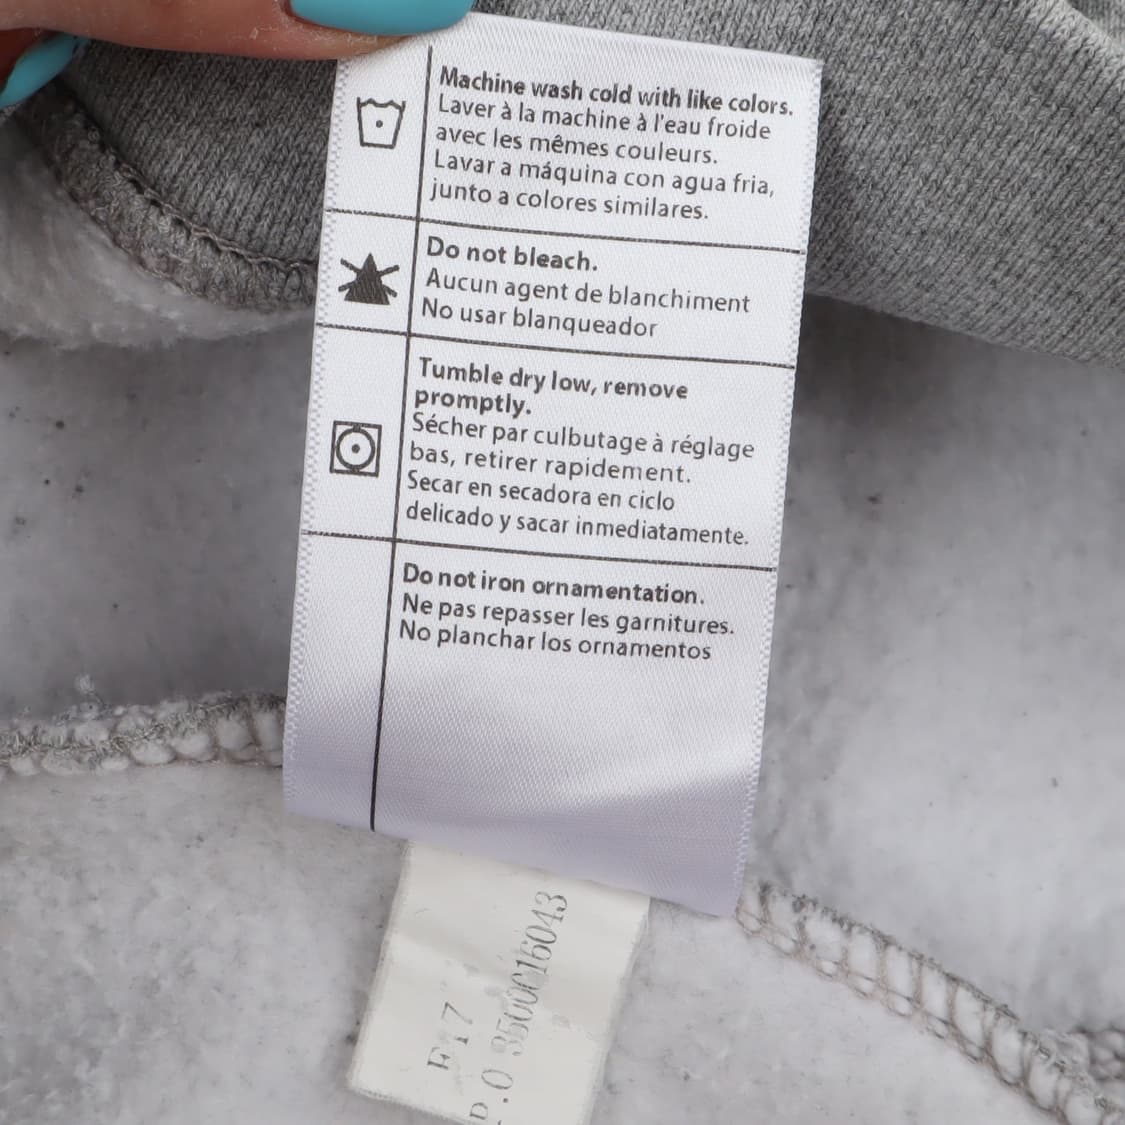 Machine wash cold with like colors.
Laver à la machine à l'eau froide
avec les mêmes couleurs.
Lavar a máquina con agua fria,
junto a colores similares.
Do not bleach.
Aucun agent de blanchiment
No usar blanqueador
Tumble dry low, remove
promptly.
Sécher par culbutage à réglage
bas, retirer rapidement.
Secar en secadora en ciclo
delicado y sacar inmediatamente.
Do not iron ornamentation.
Ne pas repasser les garnitures.
No planchar los ornamentos
F17
P.O 3500016043